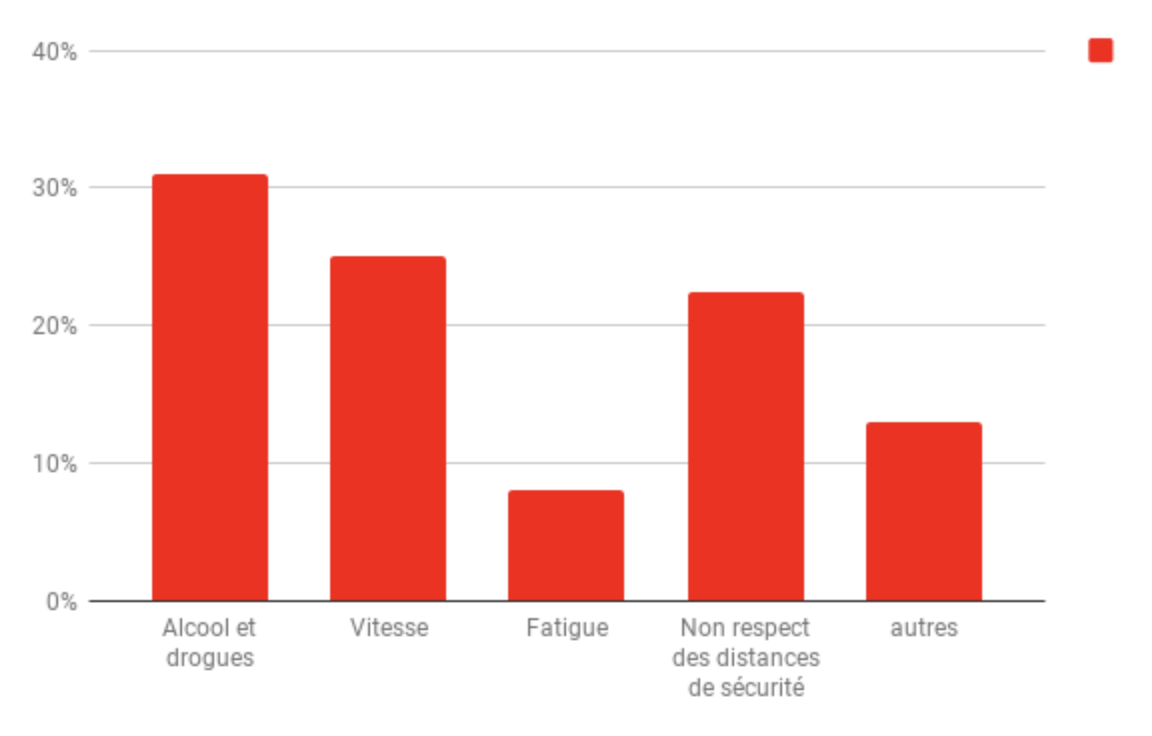 40%
30%
20%
10%
0%
Alcool et
drogues
Vitesse
Fatigue
Non respect
des distances
de sécurité
autres